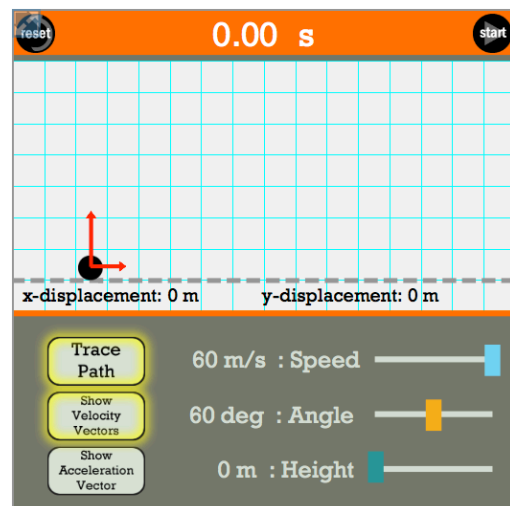 reset 0.00 s start
x-displacement: 0 m y-displacement: 0 m
Trace
Path
60 m/s : Speed
Show
Velocity
Vectors
60 deg : Angle
Show
Acceleration
Vector
0 m : Height